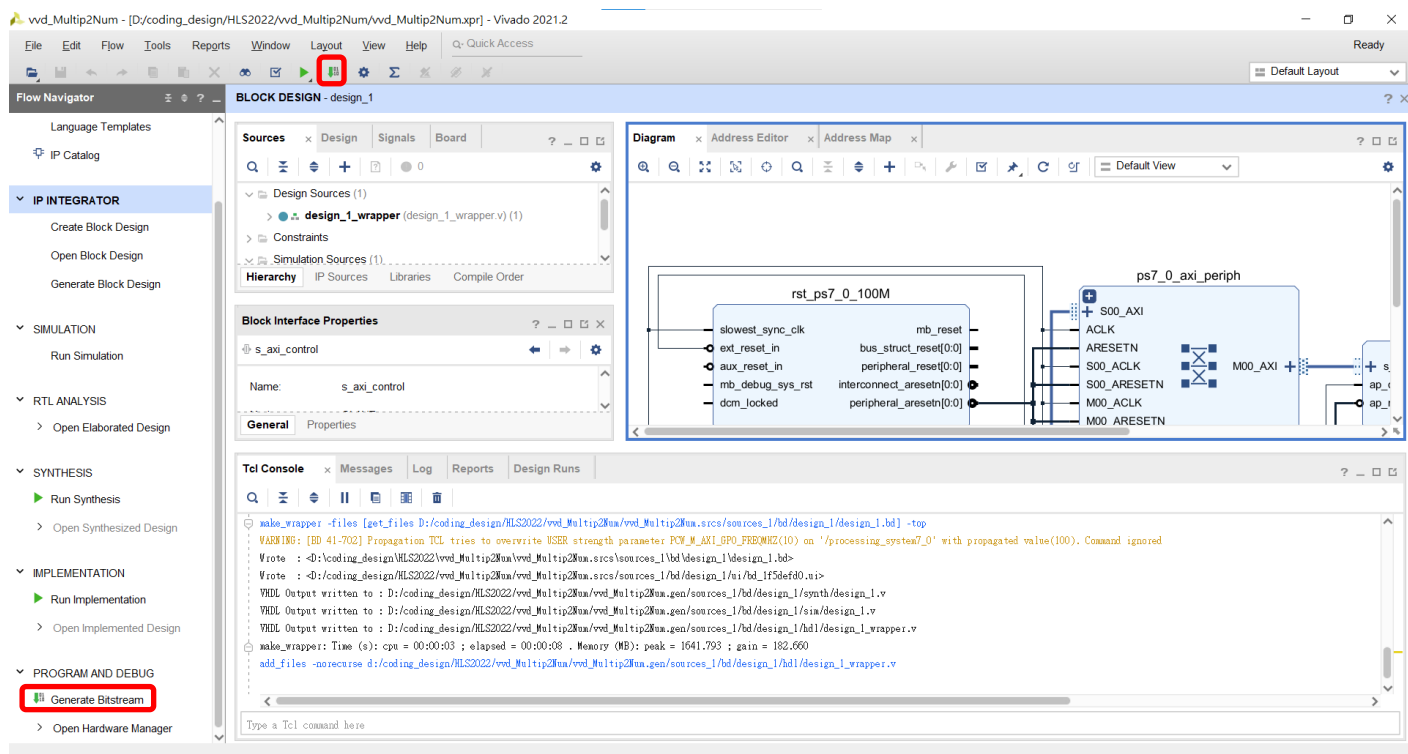 vvd_Multip2Num - [D:/coding_design/HLS2022/vvd_Multip2Num/vvd_Multip2Num.xpr] - Vivado 2021.2
File Edit Flow Tools Reports Window Layout View Help Quick Access
Ready
Default Layout
Flow Navigator
Language Templates
IP Catalog
IP INTEGRATOR
Create Block Design
Open Block Design
Generate Block Design
SIMULATION
Run Simulation
RTL ANALYSIS
Open Elaborated Design
SYNTHESIS
Run Synthesis
Open Synthesized Design
IMPLEMENTATION
Run Implementation
Open Implemented Design
PROGRAM AND DEBUG
Generate Bitstream
Open Hardware Manager
BLOCK DESIGN - design_1
Sources Design Signals Board
0
Design Sources (1)
design_1_wrapper (design_1_wrapper.v) (1)
Constraints
Simulation Sources (1)
Hierarchy IP Sources Libraries Compile Order
Block Interface Properties
s_axi_control
Name: s_axi_control
General Properties
Diagram Address Editor Address Map
Default View
rst_ps7_0_100M
slowest_sync_clk
ext_reset_in
aux_reset_in
mb_debug_sys_rst
dcm_locked
mb_reset
bus_struct_reset[0:0]
peripheral_reset[0:0]
interconnect_aresetn[0:0]
peripheral_aresetn[0:0]
ps7_0_axi_periph
S00_AXI
ACLK
ARESETN
S00_ACLK
S00_ARESETN
M00_ACLK
M00_ARESETN
M00_AXI
Tcl Console Messages Log Reports Design Runs
make_wrapper -files [get_files D:/coding_design/HLS2022/vvd_Multip2Num/vvd_Multip2Num.srcs/sources_1/bd/design_1/design_1.bd] -top
WARNING: [BD 41-702] Propagation TCL tries to overwrite USER strength parameter PCW_M_AXI_GP0_FREQMHZ(10) on '/processing_system7_0' with propagated value(100). Command ignored
Wrote : <D:\coding_design\HLS2022\vvd_Multip2Num\vvd_Multip2Num.srcs\sources_1\bd\design_1\design_1.bd>
Wrote : <D:/coding_design/HLS2022/vvd_Multip2Num/vvd_Multip2Num.srcs/sources_1/bd/design_1/ui/bd_1f5defd0.ui>
VHDL Output written to : D:/coding_design/HLS2022/vvd_Multip2Num/vvd_Multip2Num.gen/sources_1/bd/design_1/synth/design_1.v
VHDL Output written to : D:/coding_design/HLS2022/vvd_Multip2Num/vvd_Multip2Num.gen/sources_1/bd/design_1/sim/design_1.v
VHDL Output written to : D:/coding_design/HLS2022/vvd_Multip2Num/vvd_Multip2Num.gen/sources_1/bd/design_1/hdl/design_1_wrapper.v
make_wrapper: Time (s): cpu = 00:00:03 ; elapsed = 00:00:08 . Memory (MB): peak = 1641.793 ; gain = 182.660
add_files -norecurse d:/coding_design/HLS2022/vvd_Multip2Num/vvd_Multip2Num.gen/sources_1/bd/design_1/hdl/design_1_wrapper.v
Type a Tcl command here